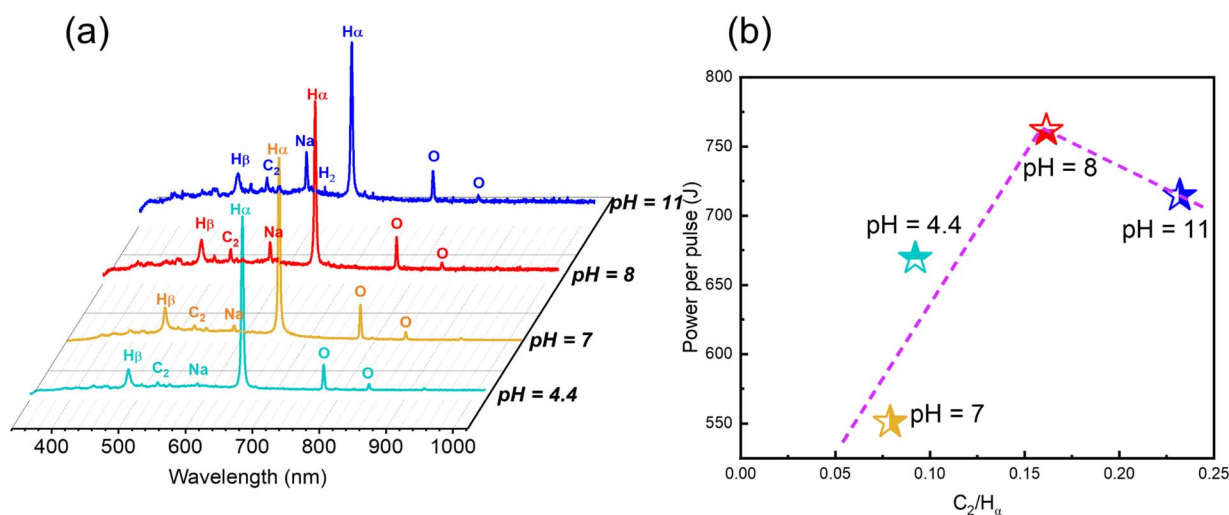 (a)
Hα
Hβ
C₂
Na
H₂
O
O
pH = 11
Hα
Hβ
C₂
Na
O
O
pH = 8
Hα
Hβ
C₂
Na
O
O
pH = 7
Hα
Hβ
C₂
Na
O
O
pH = 4.4
400 500 600 700 800 900 1000
Wavelength (nm)
(b)
800
750
700
650
600
550
Power per pulse (J)
pH = 8
pH = 4.4
pH = 11
pH = 7
0.00 0.05 0.10 0.15 0.20 0.25
C₂/Hα